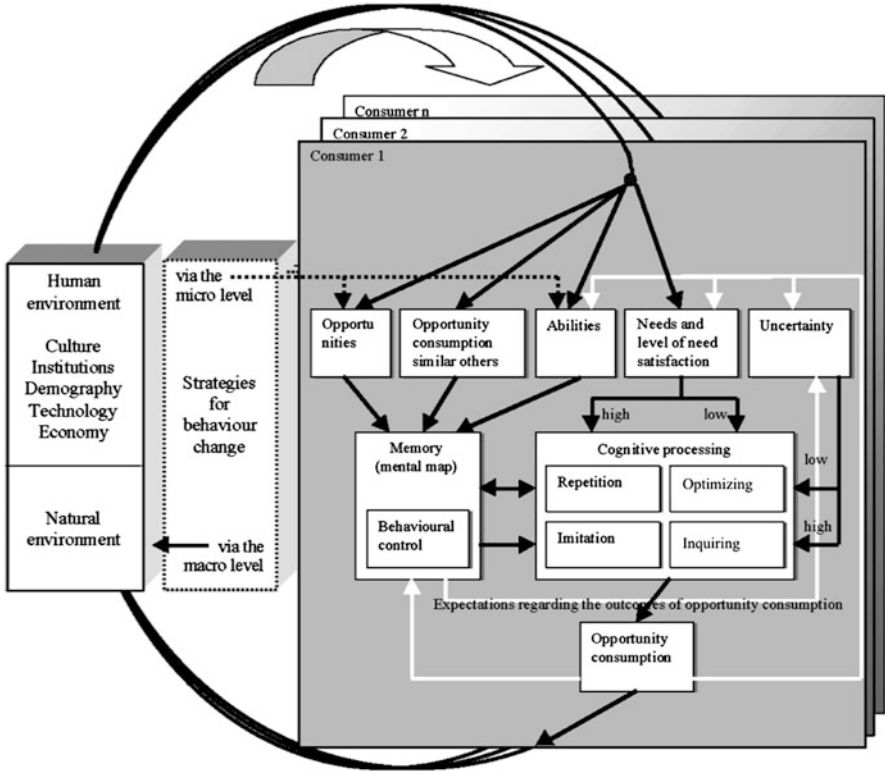 Consumer n
Consumer 2
Consumer 1
Human
environment
Culture
Institutions
Demography
Technology
Economy
Natural
environment
via the
micro level
Strategies
for
behaviour
change
via the
macro level
Opportu
nities
Opportunity
consumption
similar others
Abilities
Needs and
level of need
satisfaction
Uncertainty
high
low
Memory
(mental map)
Behavioural
control
Cognitive processing
Repetition
Optimizing
Imitation
Inquiring
low
high
Expectations regarding the outcomes of opportunity consumption
Opportunity
consumption